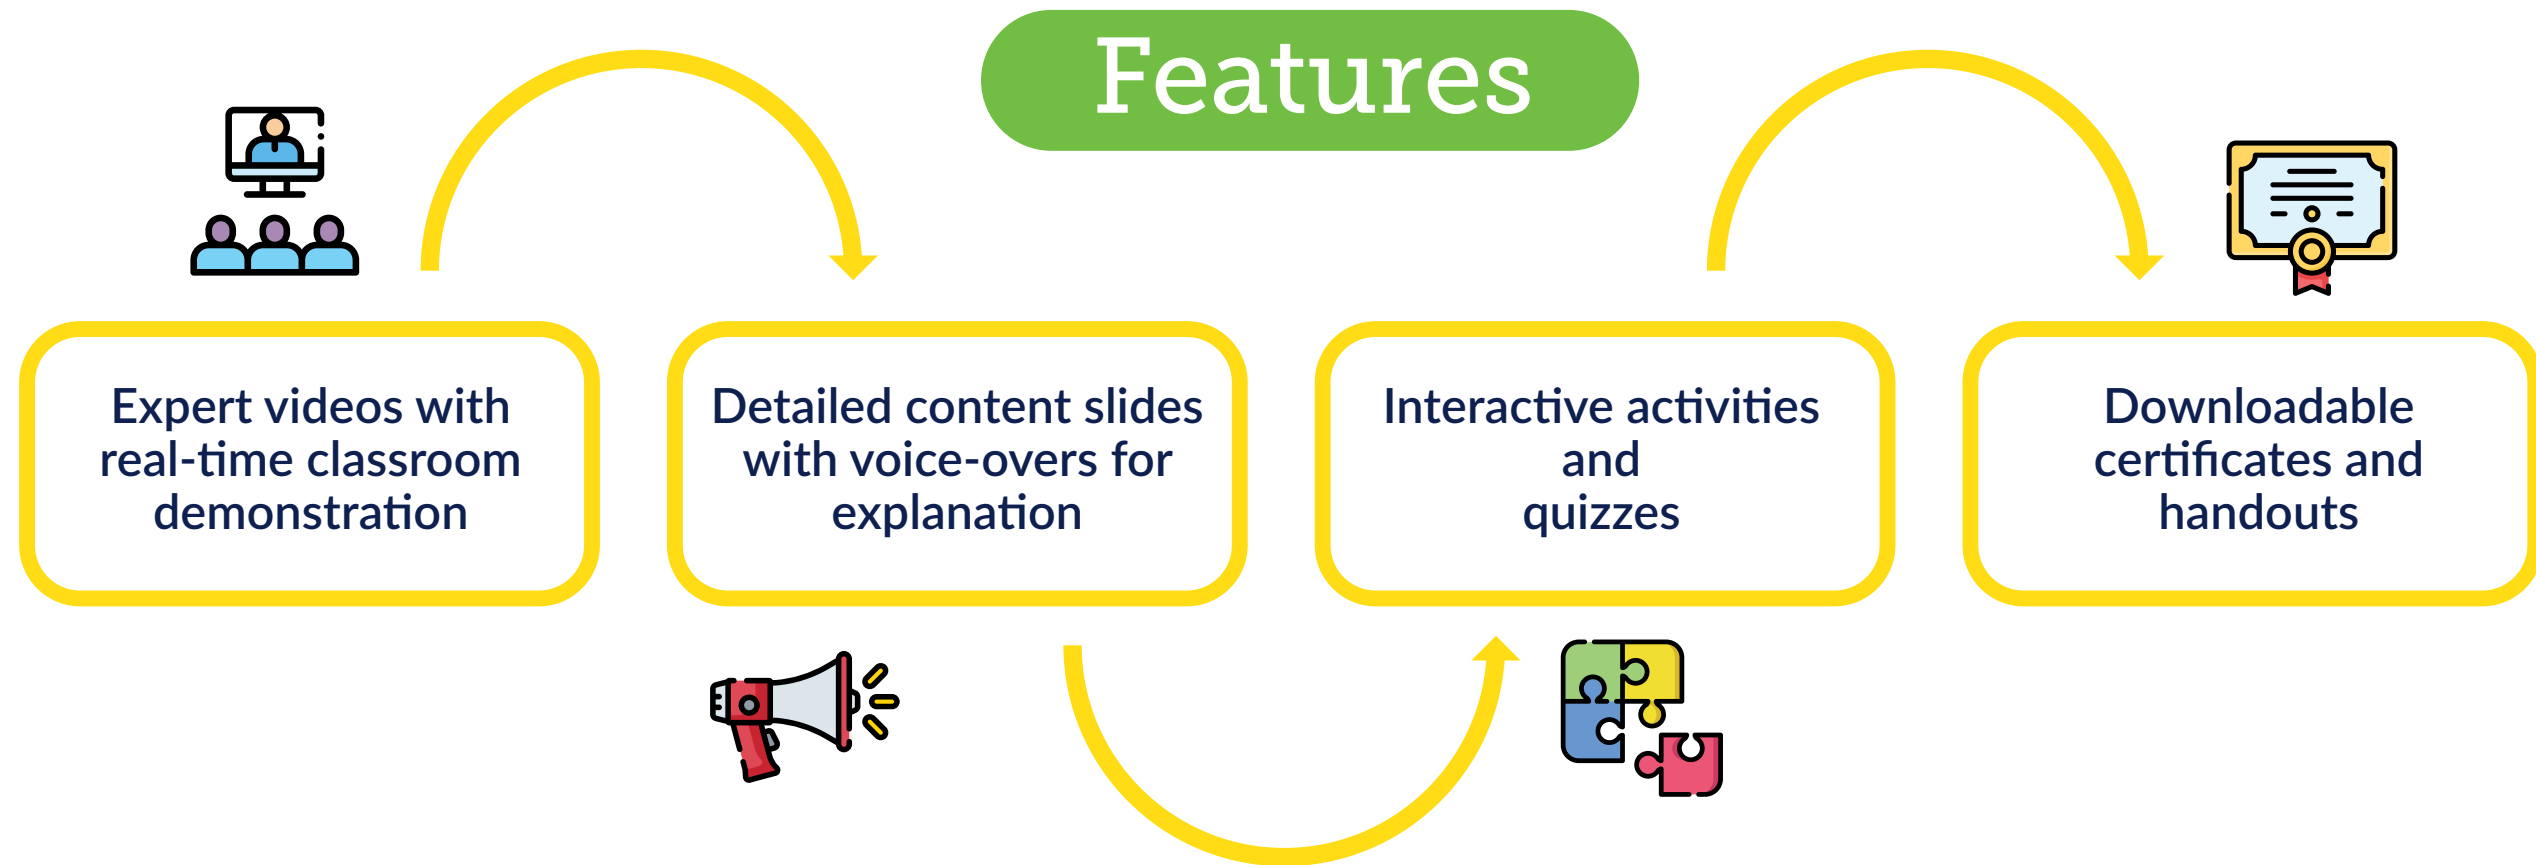 Features
Expert videos with
real-time classroom
demonstration
Detailed content slides
with voice-overs for
explanation
Interactive activities
and
quizzes
Downloadable
certificates and
handouts